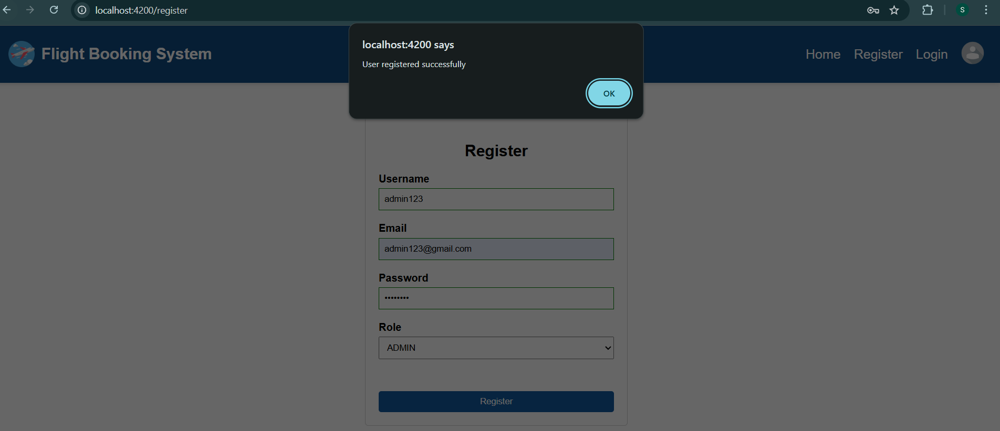 localhost:4200/register
S
localhost:4200 says
User registered successfully
OK
Flight Booking System
Home Register Login
Register
Username
admin123
Email
admin123@gmail.com
Password
••••••••
Role
ADMIN
Register